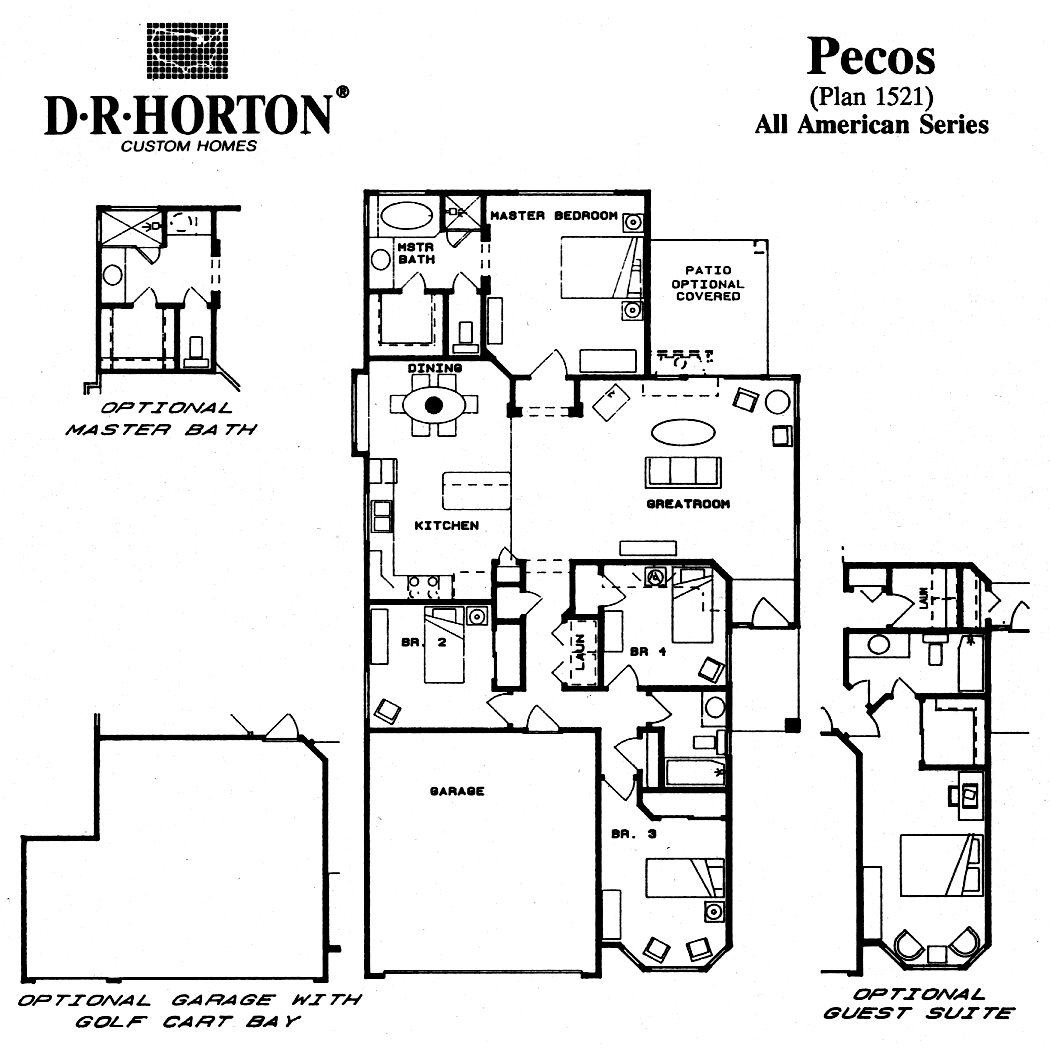 D·R·HORTON®
CUSTOM HOMES
Pecos
(Plan 1521)
All American Series
MASTER BEDROOM
MSTR
BATH
PATIO
OPTIONAL
COVERED
DINING
OPTIONAL
MASTER BATH
GREATROOM
KITCHEN
LAUN
BR. 2
LAUN
BR 4
GARAGE
BR. 3
OPTIONAL GARAGE WITH
GOLF CART BAY
OPTIONAL
GUEST SUITE